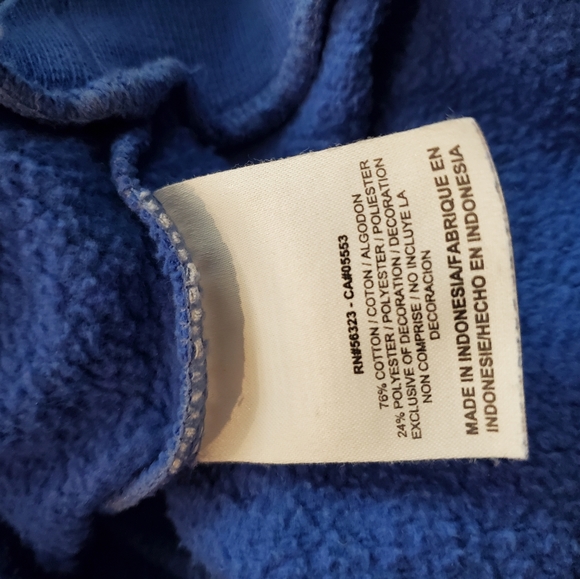 RN#56323 - CA#05553
76% COTTON / COTON / ALGODON
24% POLYESTER / POLYESTER / POLIESTER
EXCLUSIVE OF DECORATION / DECORATION
NON COMPRISE / NO INCLUYE LA
DECORACION
MADE IN INDONESIA/FABRIQUE EN
INDONESIE/HECHO EN INDONESIA